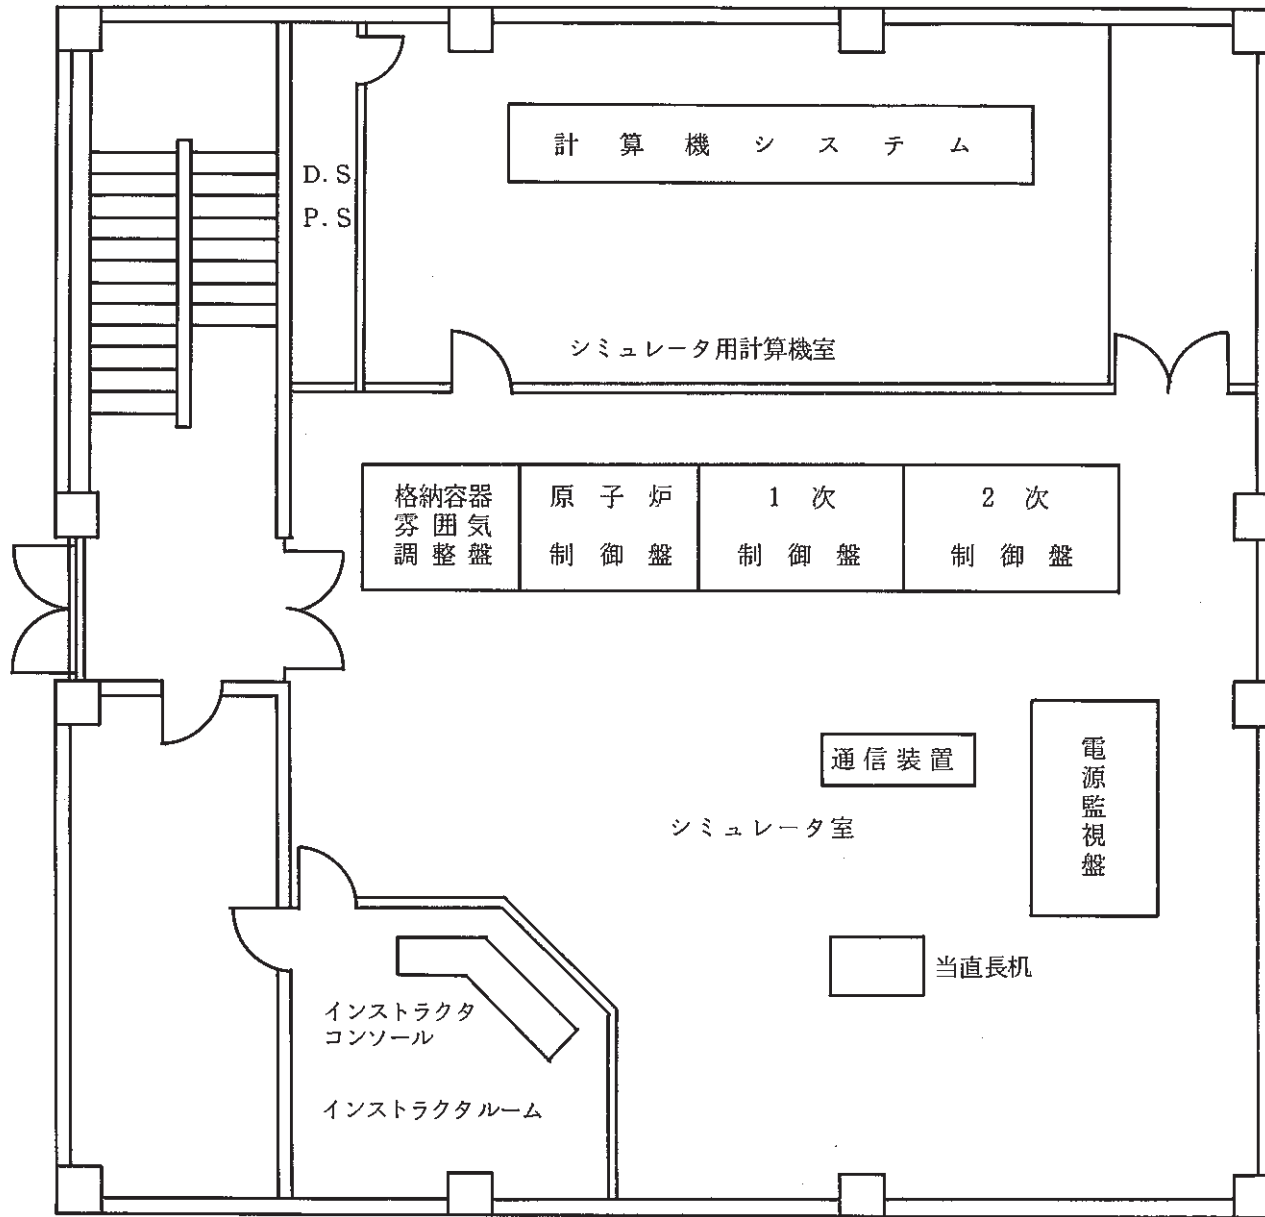 計算機システム
D.S
P.S
シミュレータ用計算機室
格納容器
雰囲気
調整盤
原子炉
制御盤
1次
制御盤
2次
制御盤
通信装置
電源監視盤
シミュレータ室
当直長机
インストラクタ
コンソール
インストラクタルーム